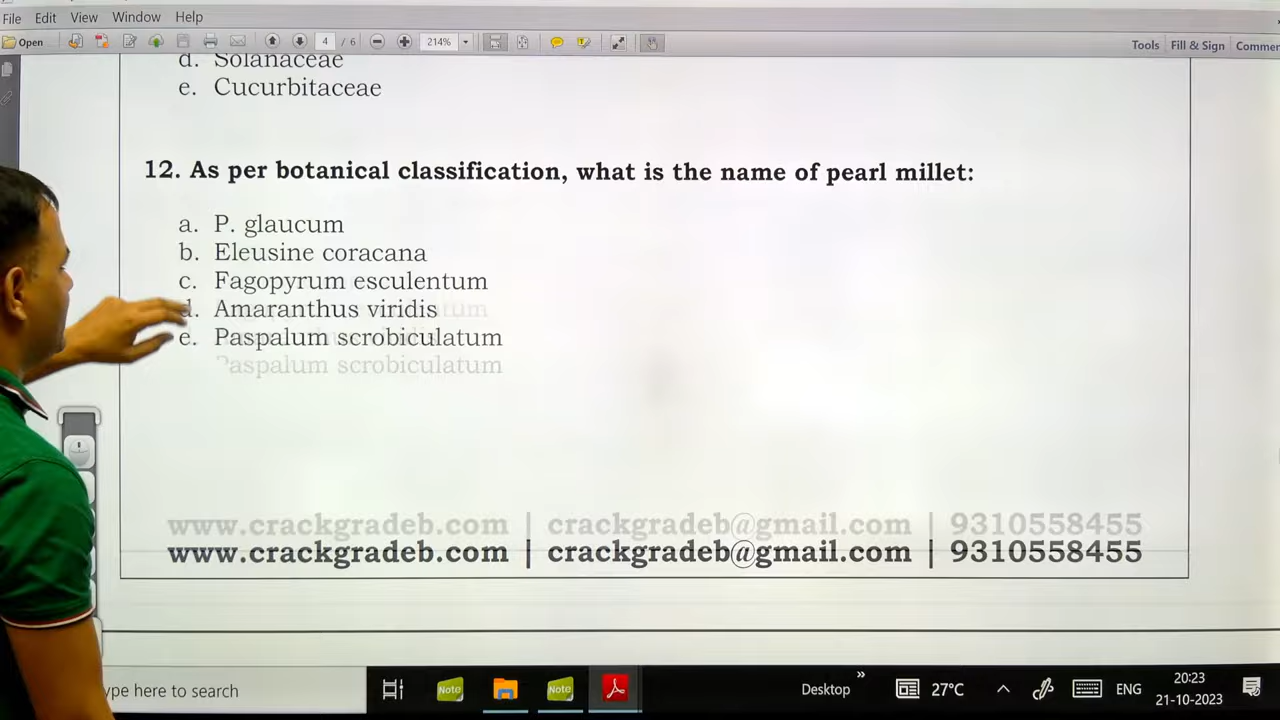 File Edit View Window Help
Open 4 / 6 214% Tools Fill & Sign Commen
d. Solanaceae
e. Cucurbitaceae
12. As per botanical classification, what is the name of pearl millet:
a. P. glaucum
b. Eleusine coracana
c. Fagopyrum esculentum
d. Amaranthus viridis
e. Paspalum scrobiculatum
Paspalum scrobiculatum
www.crackgradeb.com | crackgradeb@gmail.com | 9310558455
www.crackgradeb.com | crackgradeb@gmail.com | 9310558455
ype here to search Note Note Desktop 27°C ENG 20:23
21-10-2023